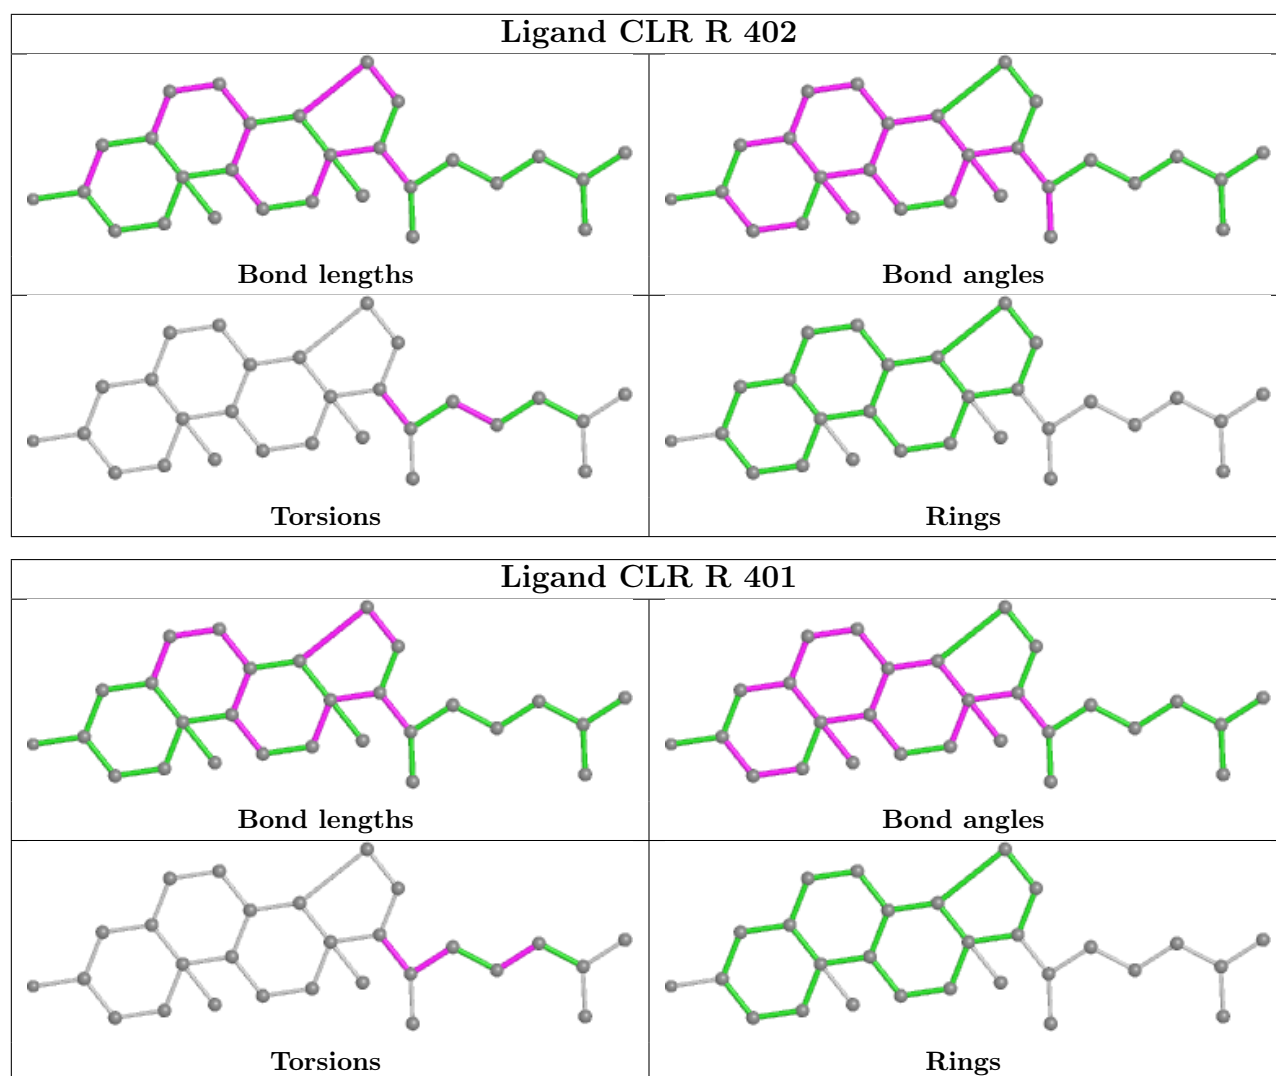 Ligand CLR R 402
Bond lengths
Bond angles
Torsions
Rings
Ligand CLR R 401
Bond lengths
Bond angles
Torsions
Rings